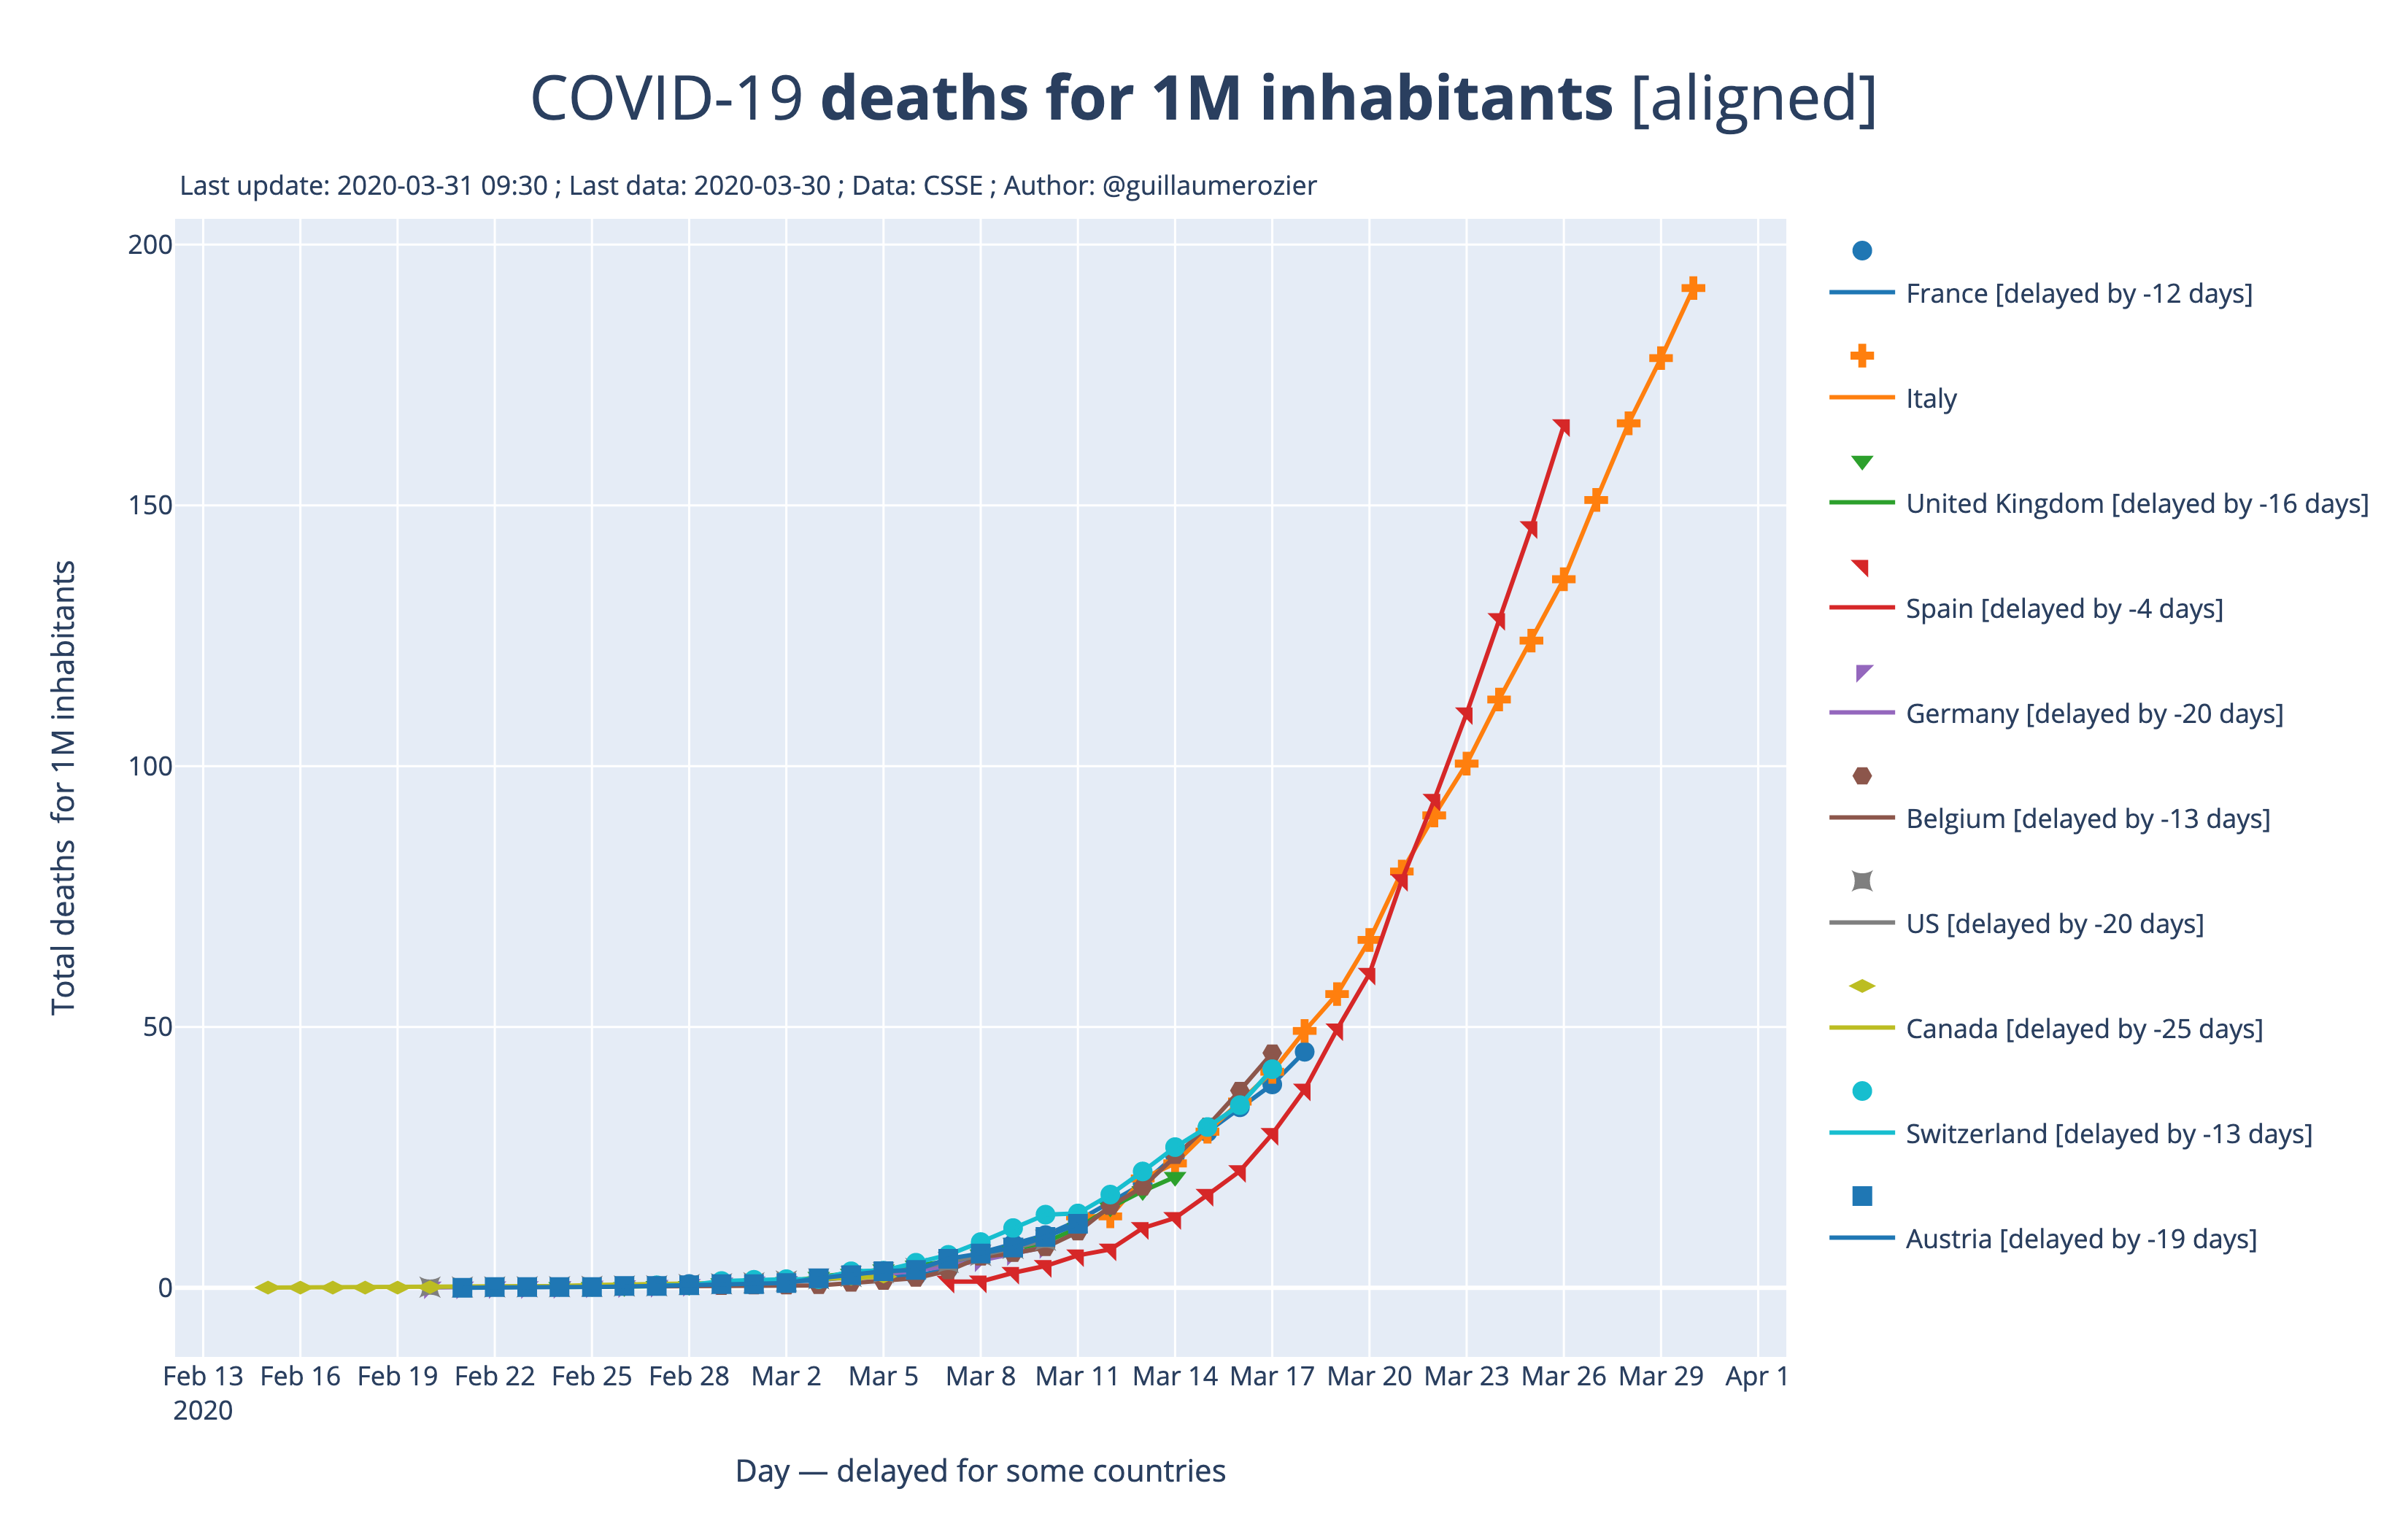 COVID-19 deaths for 1M inhabitants [aligned]
Last update: 2020-03-31 09:30 ; Last data: 2020-03-30 ; Data: CSSE ; Author: @guillaumerozier
Total deaths  for 1M inhabitants
200
150
100
50
0
Feb 13 Feb 16 Feb 19 Feb 22 Feb 25 Feb 28 Mar 2 Mar 5 Mar 8 Mar 11 Mar 14 Mar 17 Mar 20 Mar 23 Mar 26 Mar 29 Apr 1
2020
Day — delayed for some countries
France [delayed by -12 days]
Italy
United Kingdom [delayed by -16 days]
Spain [delayed by -4 days]
Germany [delayed by -20 days]
Belgium [delayed by -13 days]
US [delayed by -20 days]
Canada [delayed by -25 days]
Switzerland [delayed by -13 days]
Austria [delayed by -19 days]